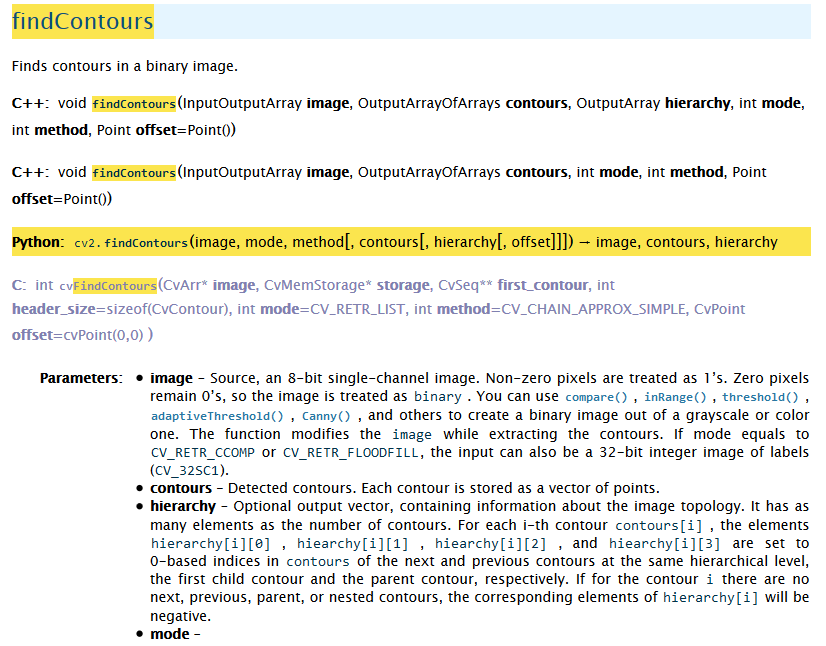 findContours
Finds contours in a binary image.
C++: void findContours(InputOutputArray image, OutputArrayOfArrays contours, OutputArray hierarchy, int mode,
int method, Point offset=Point())
C++: void findContours(InputOutputArray image, OutputArrayOfArrays contours, int mode, int method, Point
offset=Point())
Python: cv2.findContours(image, mode, method[, contours[, hierarchy[, offset]]]) → image, contours, hierarchy
C: int cvFindContours(CvArr* image, CvMemStorage* storage, CvSeq** first_contour, int
header_size=sizeof(CvContour), int mode=CV_RETR_LIST, int method=CV_CHAIN_APPROX_SIMPLE, CvPoint
offset=cvPoint(0,0) )
Parameters: • image – Source, an 8-bit single-channel image. Non-zero pixels are treated as 1’s. Zero pixels
remain 0’s, so the image is treated as binary . You can use compare() , inRange() , threshold() ,
adaptiveThreshold() , Canny() , and others to create a binary image out of a grayscale or color
one. The function modifies the image while extracting the contours. If mode equals to
CV_RETR_CCOMP or CV_RETR_FLOODFILL, the input can also be a 32-bit integer image of labels
(CV_32SC1).
• contours – Detected contours. Each contour is stored as a vector of points.
• hierarchy – Optional output vector, containing information about the image topology. It has as
many elements as the number of contours. For each i-th contour contours[i] , the elements
hierarchy[i][0] , hiearchy[i][1] , hiearchy[i][2] , and hiearchy[i][3] are set to
0-based indices in contours of the next and previous contours at the same hierarchical level,
the first child contour and the parent contour, respectively. If for the contour i there are no
next, previous, parent, or nested contours, the corresponding elements of hierarchy[i] will be
negative.
• mode –